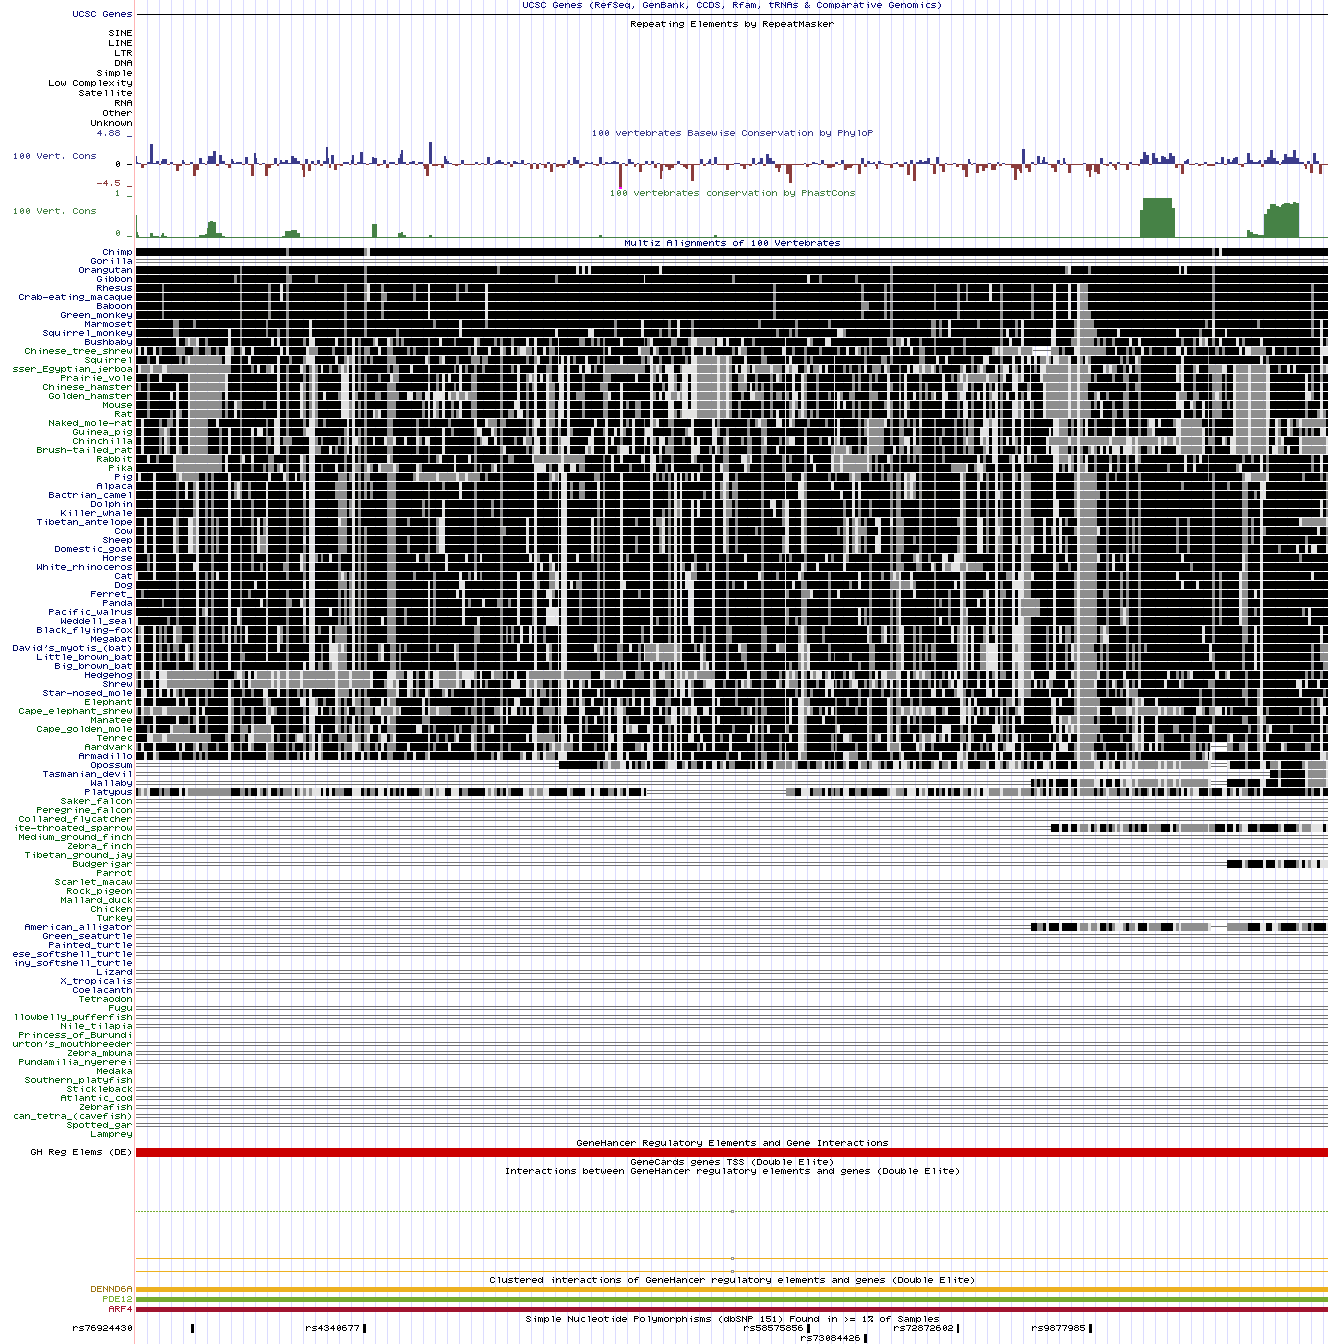 UCSC Genes (RefSeq, GenBank, CCDS, Rfam, tRNAs & Comparative Genomics)
UCSC Genes
Repeating Elements by RepeatMasker
SINE
LINE
LTR
DNA
Simple
Low Complexity
Satellite
RNA
Other
Unknown
4.88 _
100 vertebrates Basewise Conservation by PhyloP
100 Vert. Cons
0 _
-4.5 _
100 vertebrates conservation by PhastCons
1 _
100 Vert. Cons
0 _
Multiz Alignments of 100 Vertebrates
Chimp
Gorilla
Orangutan
Gibbon
Rhesus
Crab-eating_macaque
Baboon
Green_monkey
Marmoset
Squirrel_monkey
Bushbaby
Chinese_tree_shrew
Squirrel
sser_Egyptian_jerboa
Prairie_vole
Chinese_hamster
Golden_hamster
Mouse
Rat
Naked_mole-rat
Guinea_pig
Chinchilla
Brush-tailed_rat
Rabbit
Pika
Pig
Alpaca
Bactrian_camel
Dolphin
Killer_whale
Tibetan_antelope
Cow
Sheep
Domestic_goat
Horse
White_rhinoceros
Cat
Dog
Ferret_
Panda
Pacific_walrus
Weddell_seal
Black_flying-fox
Megabat
David's_myotis_(bat)
Little_brown_bat
Big_brown_bat
Hedgehog
Shrew
Star-nosed_mole
Elephant
Cape_elephant_shrew
Manatee
Cape_golden_mole
Tenrec
Aardvark
Armadillo
Opossum
Tasmanian_devil
Wallaby
Platypus
Saker_falcon
Peregrine_falcon
Collared_flycatcher
ite-throated_sparrow
Medium_ground_finch
Zebra_finch
Tibetan_ground_jay
Budgerigar
Parrot
Scarlet_macaw
Rock_pigeon
Mallard_duck
Chicken
Turkey
American_alligator
Green_seaturtle
Painted_turtle
ese_softshell_turtle
iny_softshell_turtle
Lizard
X_tropicalis
Coelacanth
Tetraodon
Fugu
llowbelly_pufferfish
Nile_tilapia
Princess_of_Burundi
urton's_mouthbreeder
Zebra_mbuna
Pundamilia_nyererei
Medaka
Southern_platyfish
Stickleback
Atlantic_cod
Zebrafish
can_tetra_(cavefish)
Spotted_gar
Lamprey
GeneHancer Regulatory Elements and Gene Interactions
GH Reg Elems (DE)
GeneCards genes TSS (Double Elite)
Interactions between GeneHancer regulatory elements and genes (Double Elite)
Clustered interactions of GeneHancer regulatory elements and genes (Double Elite)
DENND6A
PDE12
ARF4
Simple Nucleotide Polymorphisms (dbSNP 151) Found in >= 1% of Samples
rs76924430 rs4340677 rs58575856 rs72872602 rs9877985
rs73084426